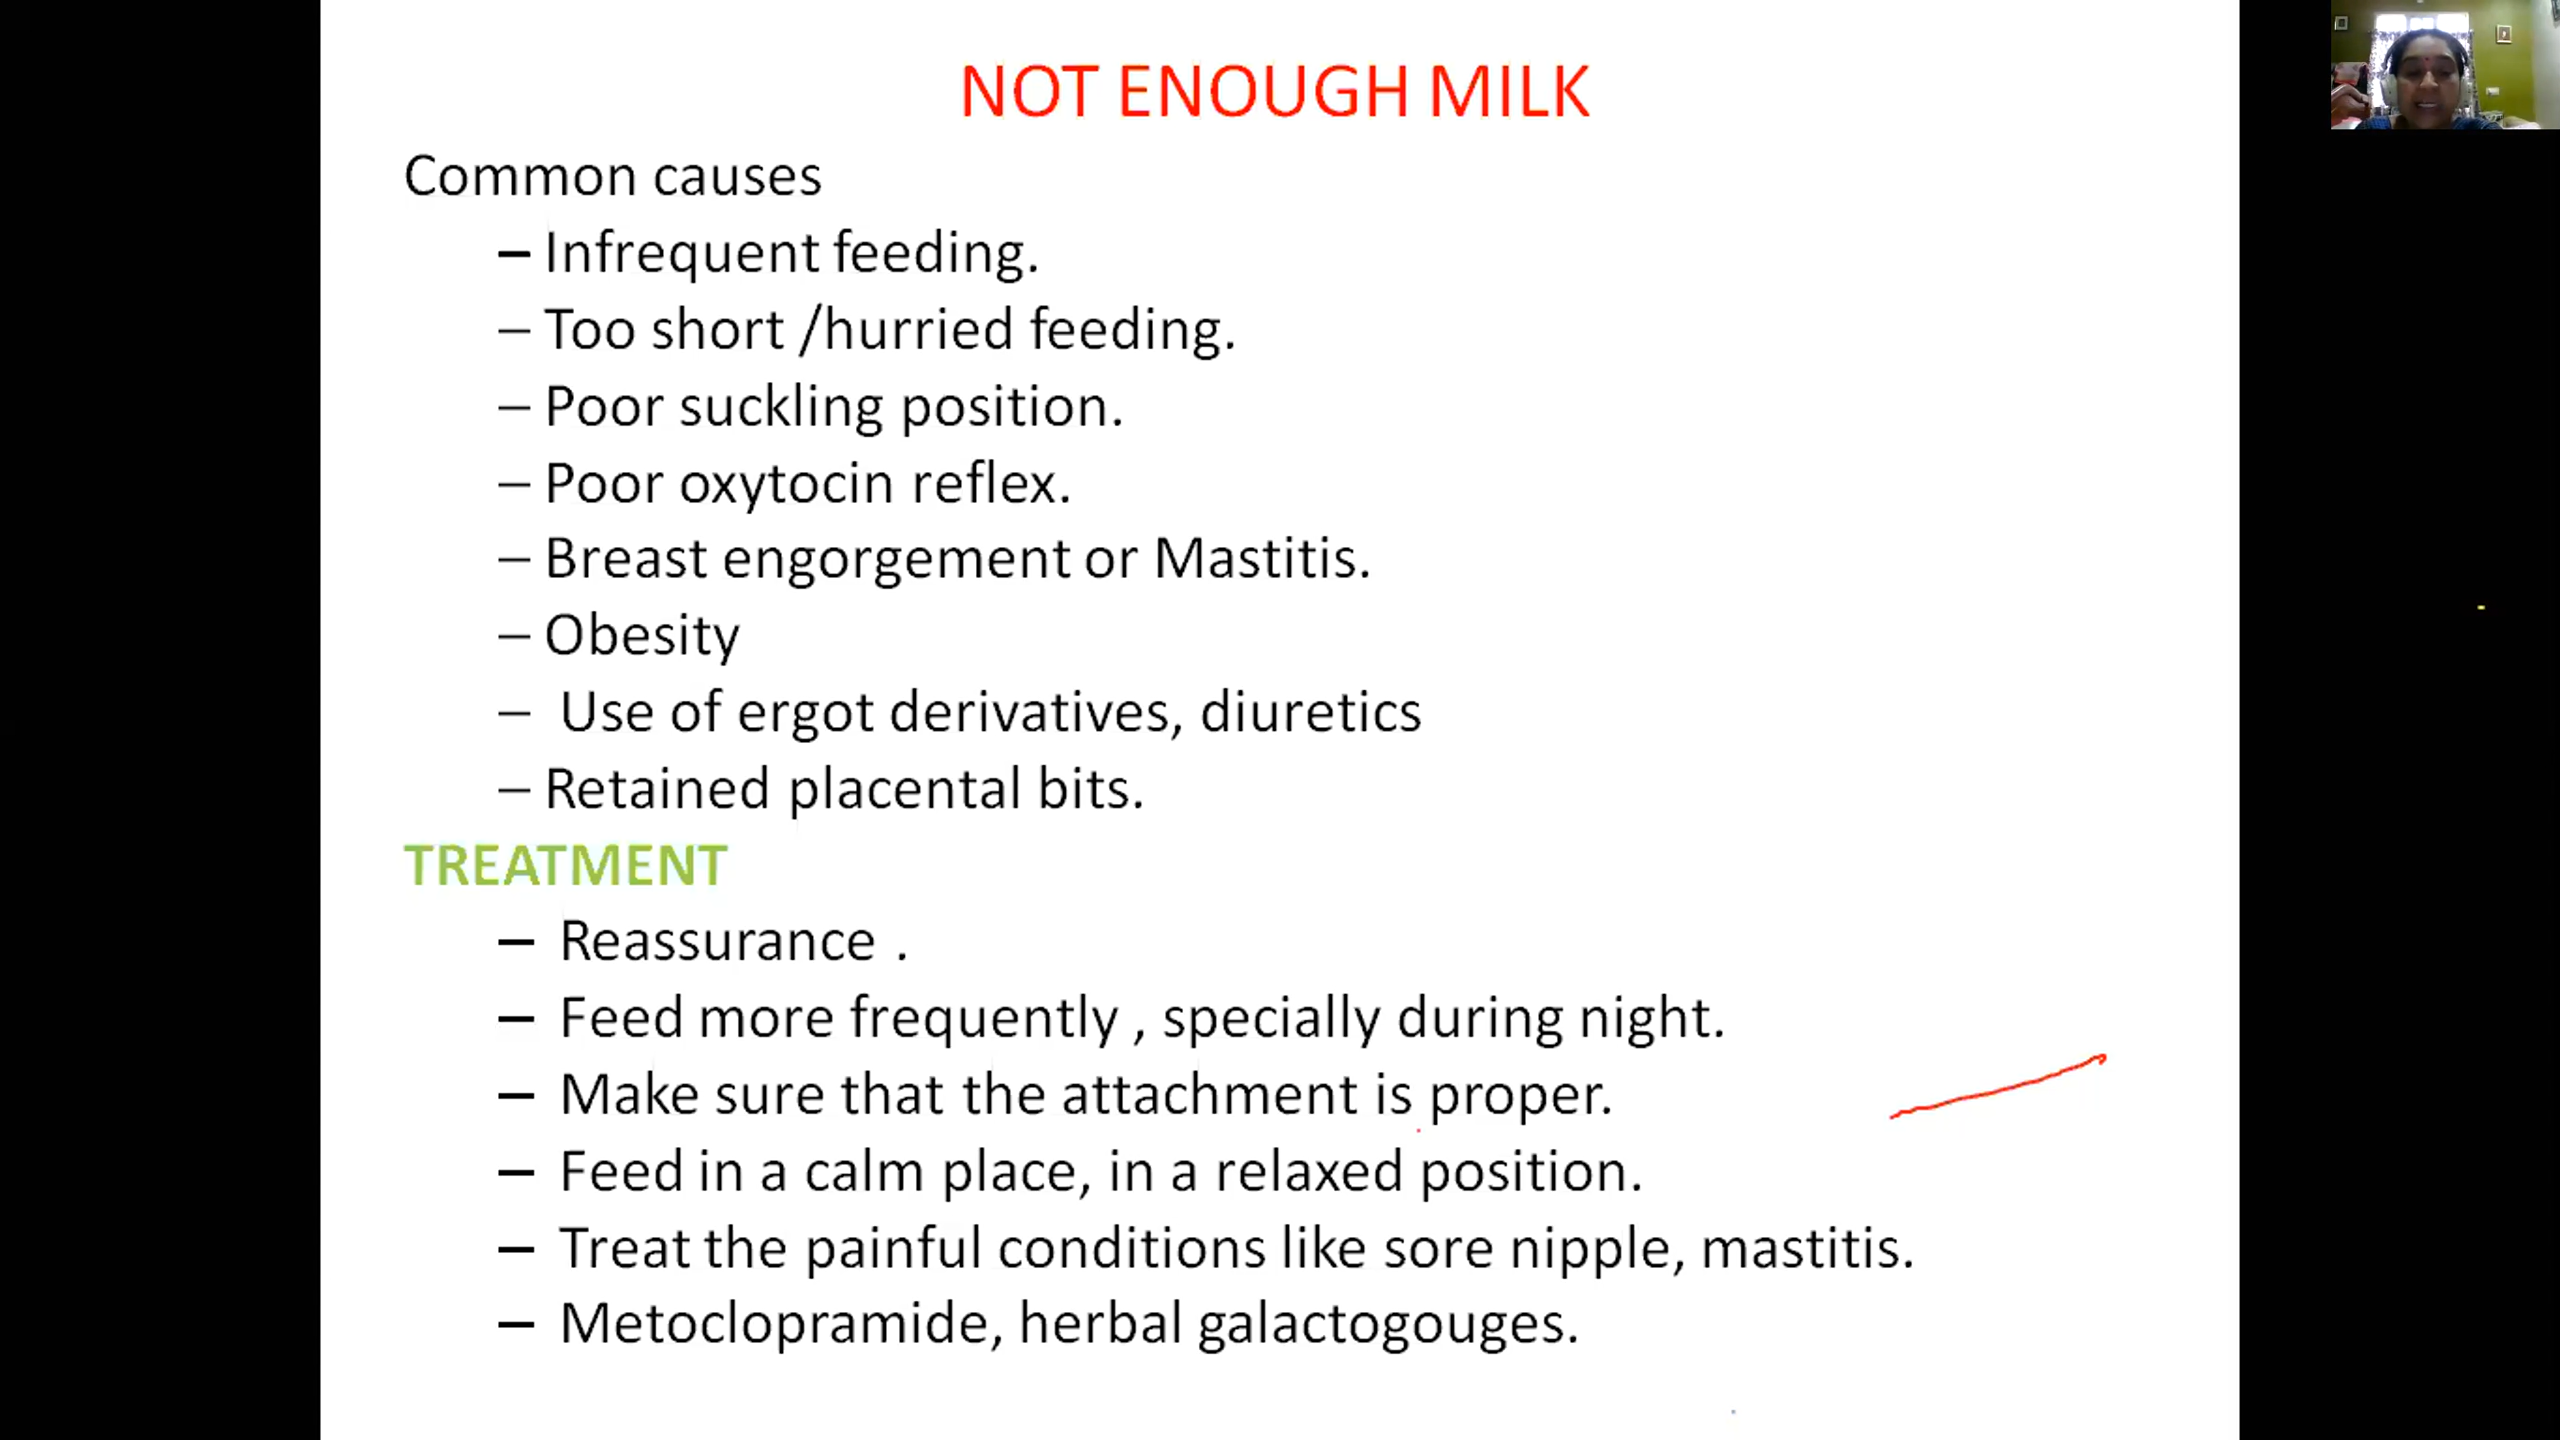 NOT ENOUGH MILK
Common causes
– Infrequent feeding.
– Too short /hurried feeding.
– Poor suckling position.
– Poor oxytocin reflex.
– Breast engorgement or Mastitis.
– Obesity
– Use of ergot derivatives, diuretics
– Retained placental bits.
TREATMENT
– Reassurance .
– Feed more frequently , specially during night.
– Make sure that the attachment is proper.
– Feed in a calm place, in a relaxed position.
– Treat the painful conditions like sore nipple, mastitis.
– Metoclopramide, herbal galactogouges.